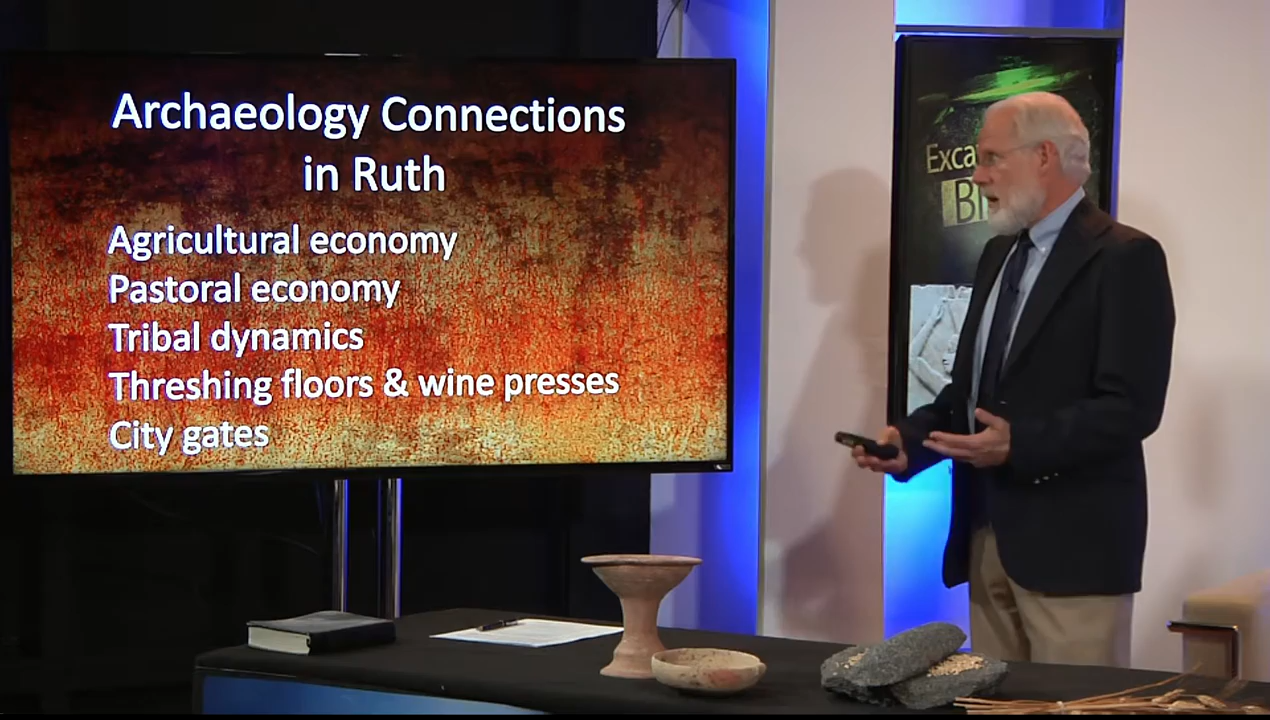 Archaeology Connections
in Ruth
Agricultural economy
Pastoral economy
Tribal dynamics
Threshing floors & wine presses
City gates